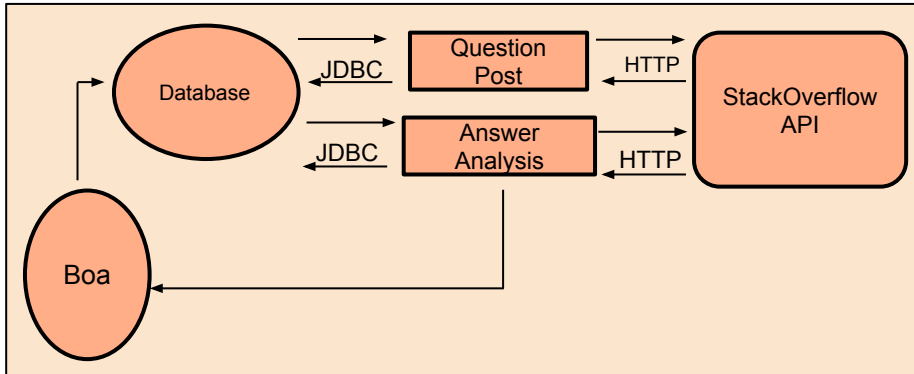 Database
JDBC
Question
Post
HTTP
StackOverflow
API
JDBC
Answer
Analysis
HTTP
Boa